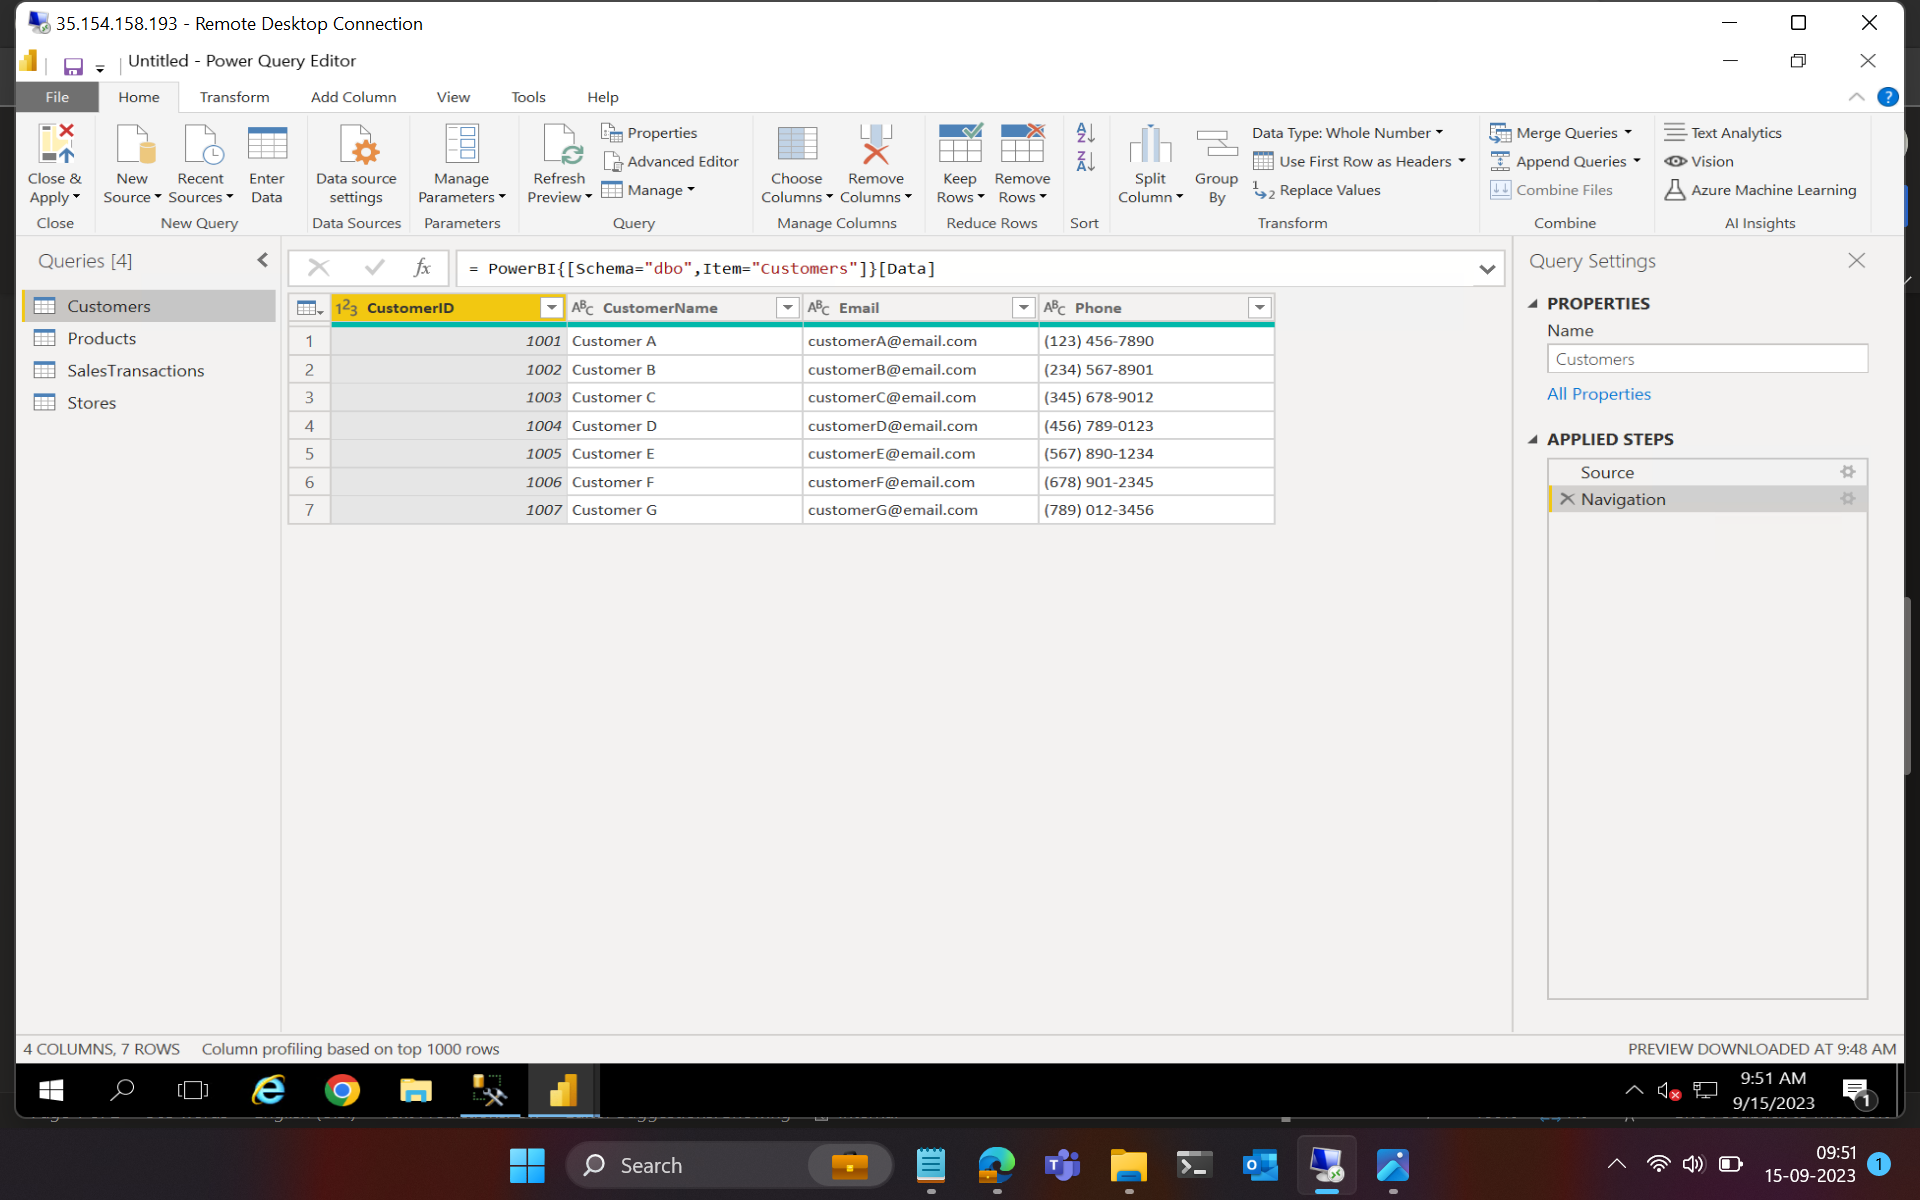 35.154.158.193 - Remote Desktop Connection
Untitled - Power Query Editor
File Home Transform Add Column View Tools Help
Close & Apply
Close
New Source
Recent Sources
Enter Data
New Query
Data source settings
Data Sources
Manage Parameters
Parameters
Refresh Preview
Properties
Advanced Editor
Manage
Query
Choose Columns
Remove Columns
Manage Columns
Keep Rows
Remove Rows
Reduce Rows
Sort
Split Column
Group By
Data Type: Whole Number
Use First Row as Headers
Replace Values
Transform
Merge Queries
Append Queries
Combine Files
Combine
Text Analytics
Vision
Azure Machine Learning
AI Insights
Queries [4]
Customers
Products
SalesTransactions
Stores
fx = PowerBI{[Schema="dbo",Item="Customers"]}[Data]
CustomerID CustomerName Email Phone
1 1001 Customer A customerA@email.com (123) 456-7890
2 1002 Customer B customerB@email.com (234) 567-8901
3 1003 Customer C customerC@email.com (345) 678-9012
4 1004 Customer D customerD@email.com (456) 789-0123
5 1005 Customer E customerE@email.com (567) 890-1234
6 1006 Customer F customerF@email.com (678) 901-2345
7 1007 Customer G customerG@email.com (789) 012-3456
Query Settings
PROPERTIES
Name
Customers
All Properties
APPLIED STEPS
Source
Navigation
4 COLUMNS, 7 ROWS Column profiling based on top 1000 rows
PREVIEW DOWNLOADED AT 9:48 AM
9:51 AM
9/15/2023
1
Search
09:51
15-09-2023
1